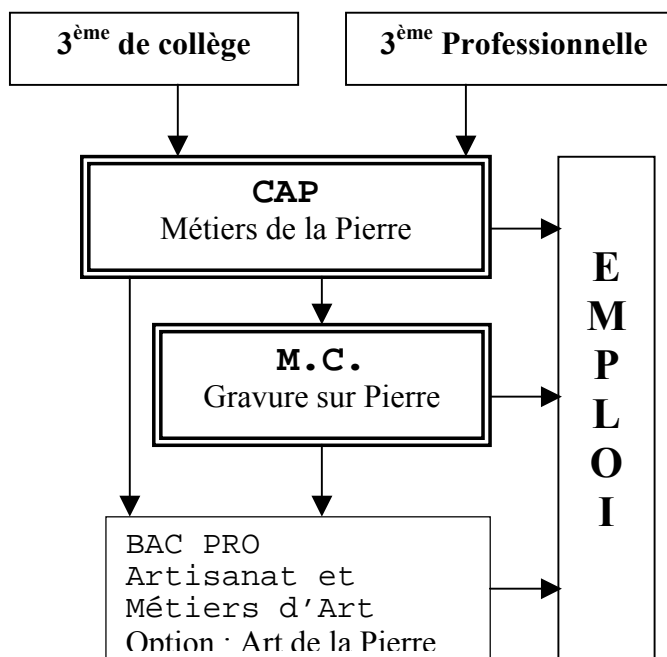 3ème de collège
3ème Professionnelle
CAP
Métiers de la Pierre
M.C.
Gravure sur Pierre
BAC PRO
Artisanat et
Métiers d'Art
Option : Art de la Pierre
E
M
P
L
O
I